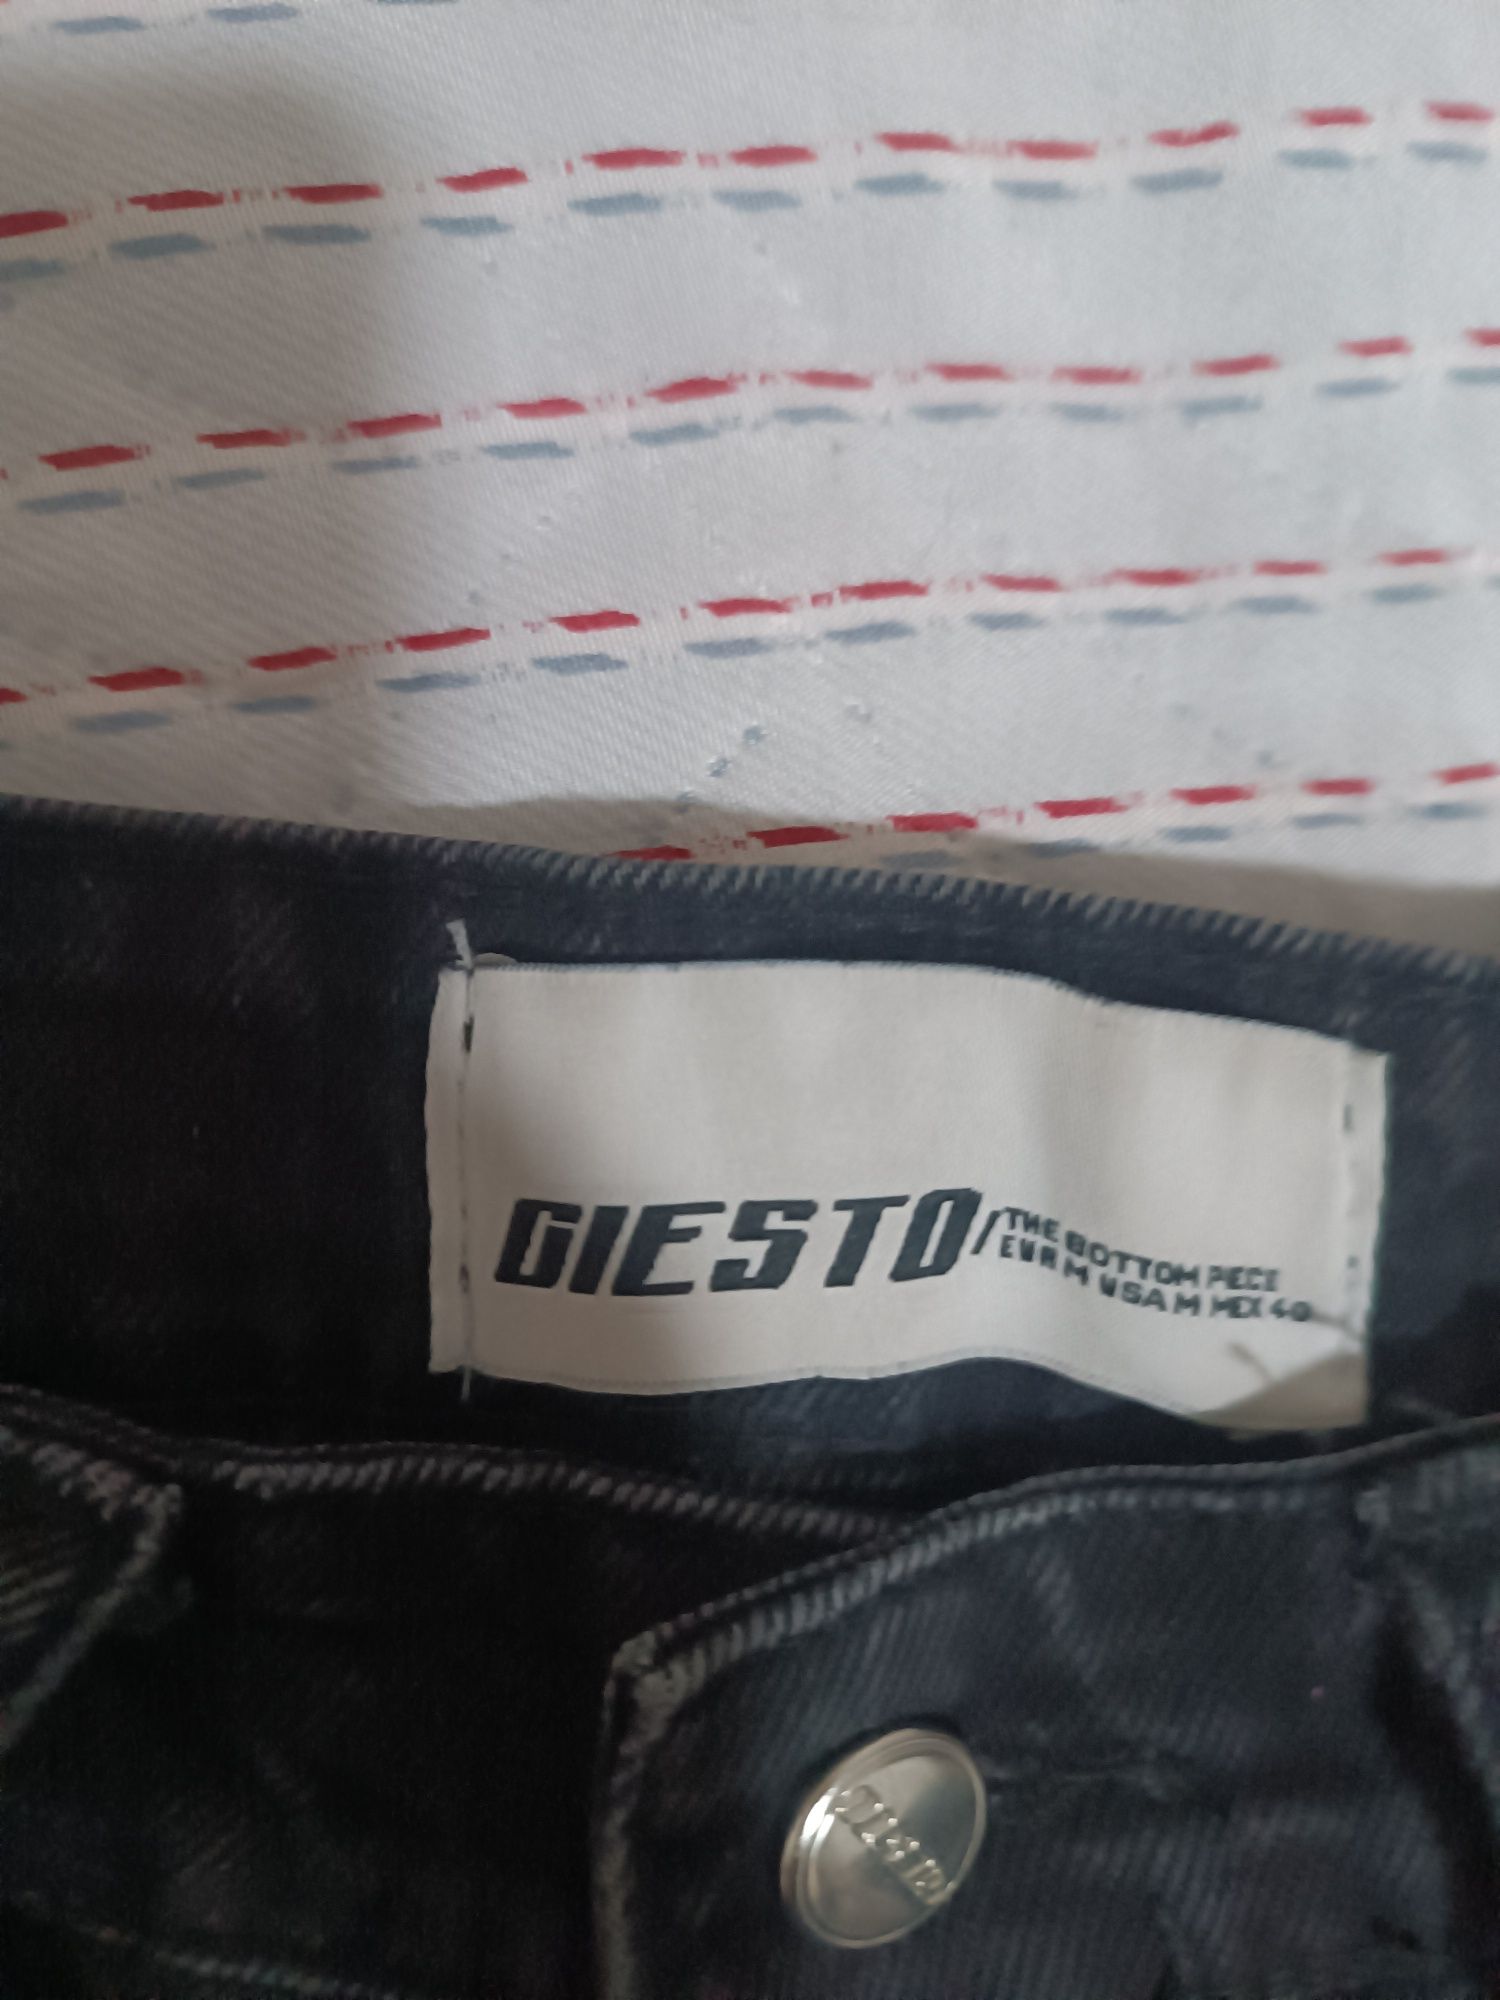 GIESTO/THE BOTTOM PIECE
EUR M USA M MEX 40